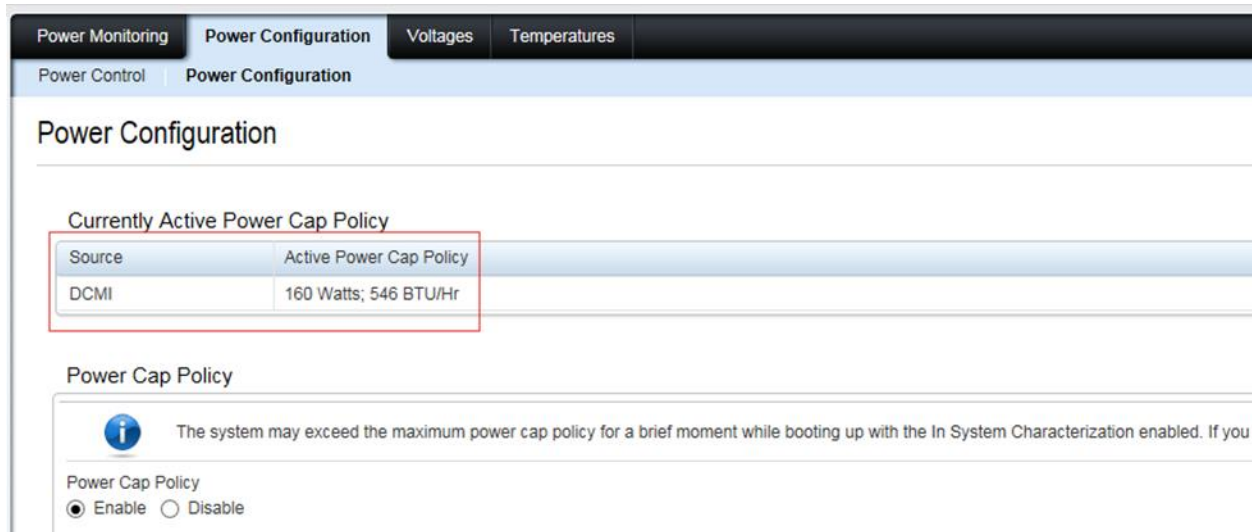 Power Monitoring Power Configuration Voltages Temperatures
Power Control Power Configuration
Power Configuration
Currently Active Power Cap Policy
Source Active Power Cap Policy
DCMI 160 Watts; 546 BTU/Hr
Power Cap Policy
The system may exceed the maximum power cap policy for a brief moment while booting up with the In System Characterization enabled. If you
Power Cap Policy
Enable Disable